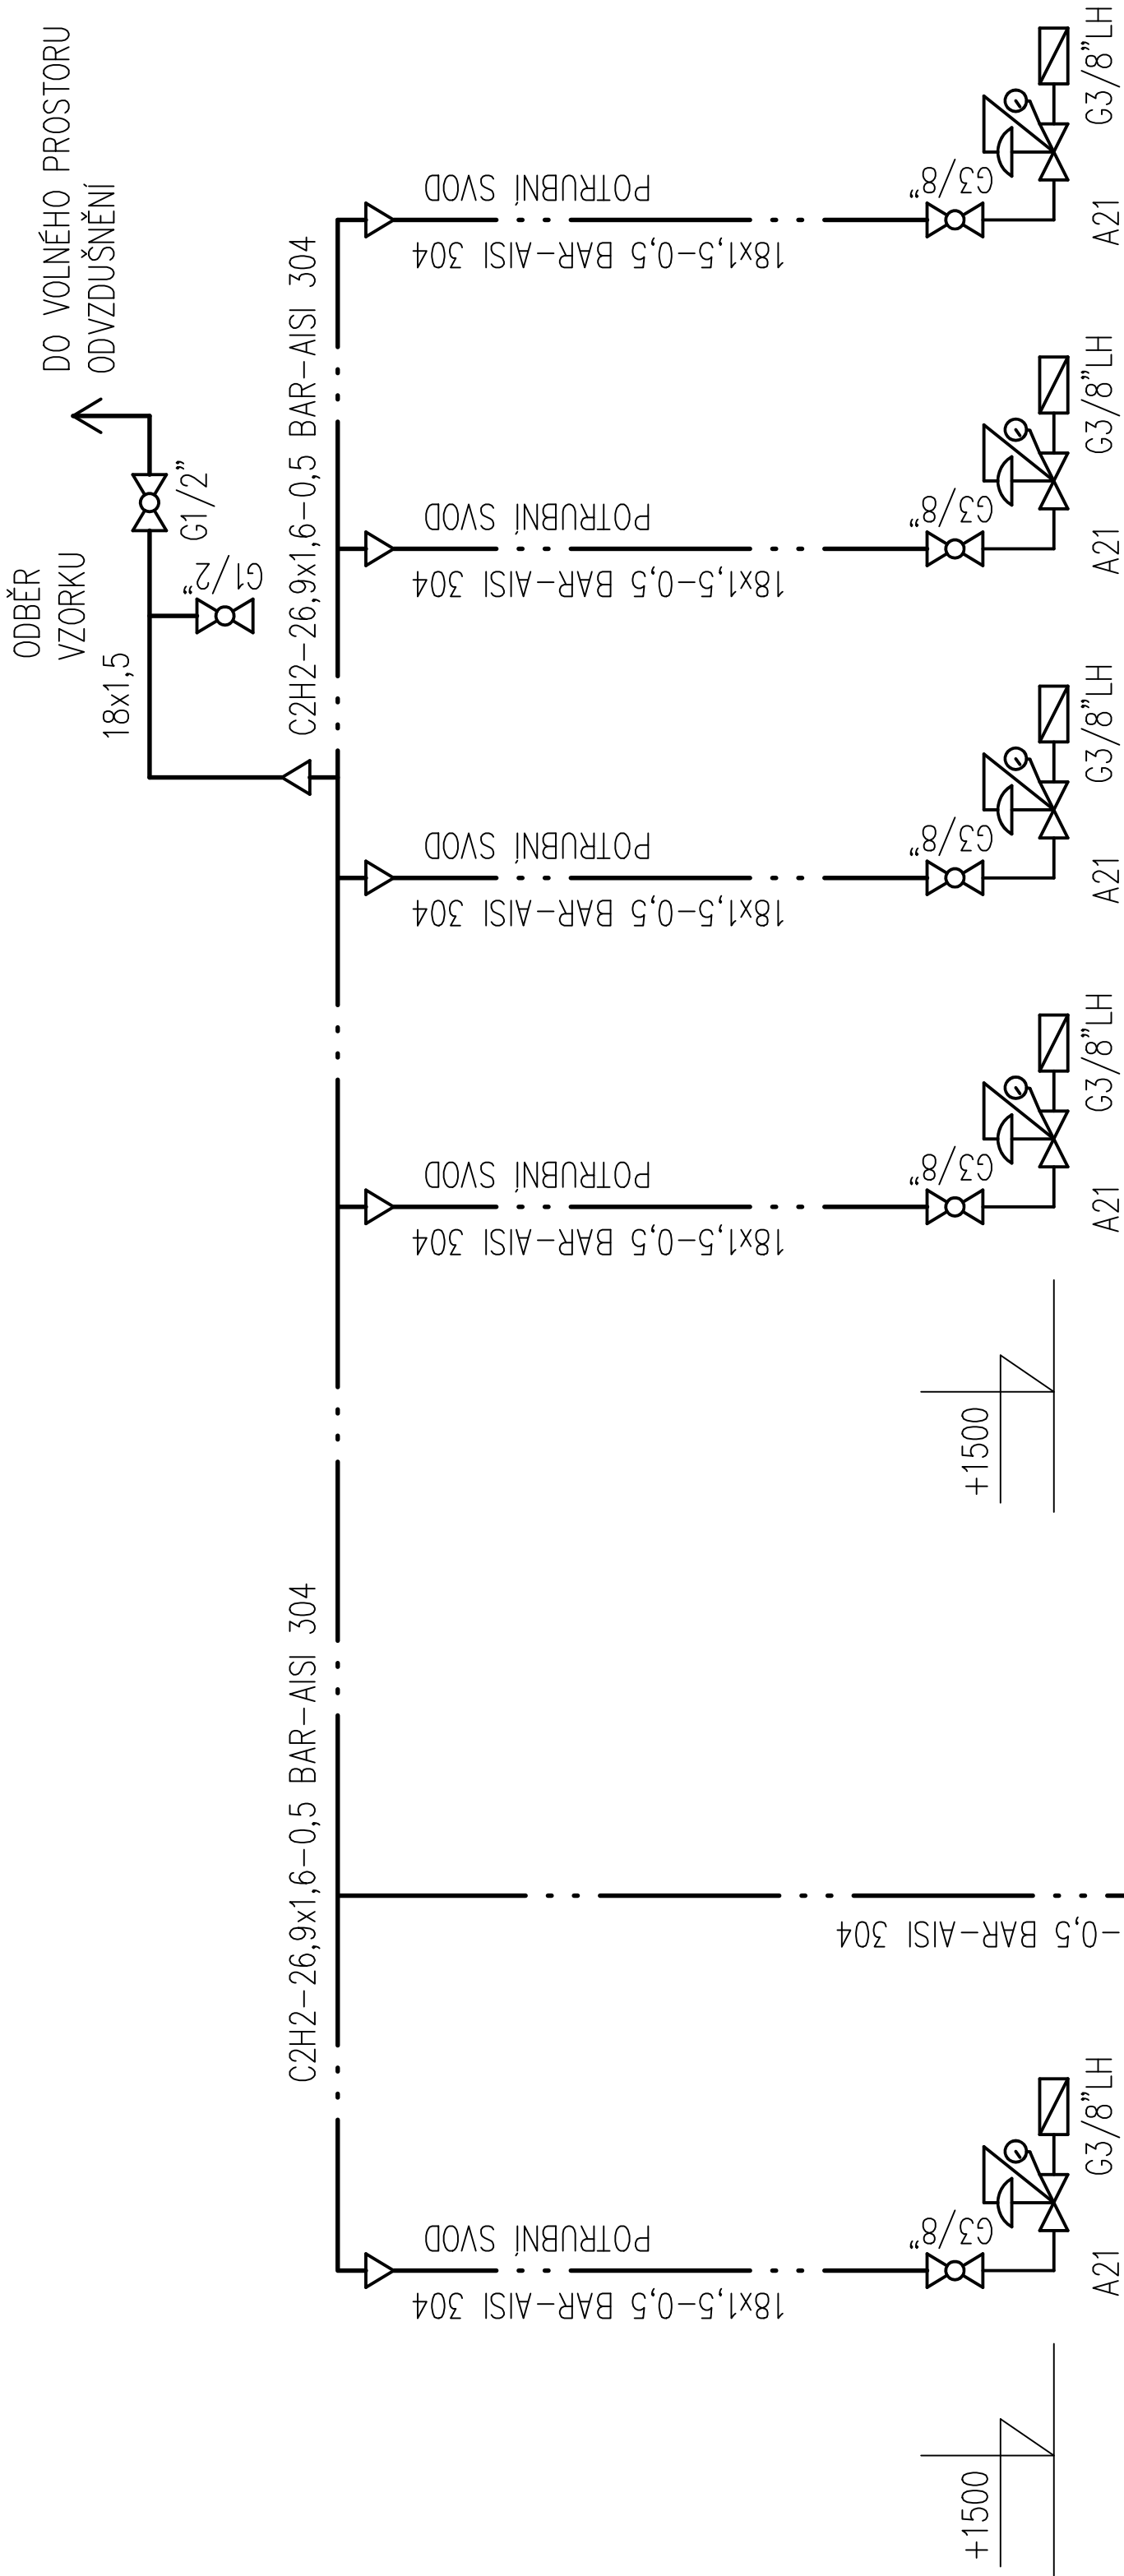 DO VOLNÉHO PROSTORU
ODVZDUŠNĚNÍ
ODBĚR
VZORKU
18x1,5
G1/2"
G1/2"
C2H2-26,9x1,6-0,5 BAR-AISI 304
C2H2-26,9x1,6-0,5 BAR-AISI 304
POTRUBNÍ SVOD
18x1,5-0,5 BAR-AISI 304
G3/8"
G3/8"LH
A21
POTRUBNÍ SVOD
18x1,5-0,5 BAR-AISI 304
G3/8"
G3/8"LH
A21
POTRUBNÍ SVOD
18x1,5-0,5 BAR-AISI 304
G3/8"
G3/8"LH
A21
POTRUBNÍ SVOD
18x1,5-0,5 BAR-AISI 304
G3/8"
G3/8"LH
A21
+1500
-0,5 BAR-AISI 304
POTRUBNÍ SVOD
18x1,5-0,5 BAR-AISI 304
G3/8"
G3/8"LH
A21
+1500